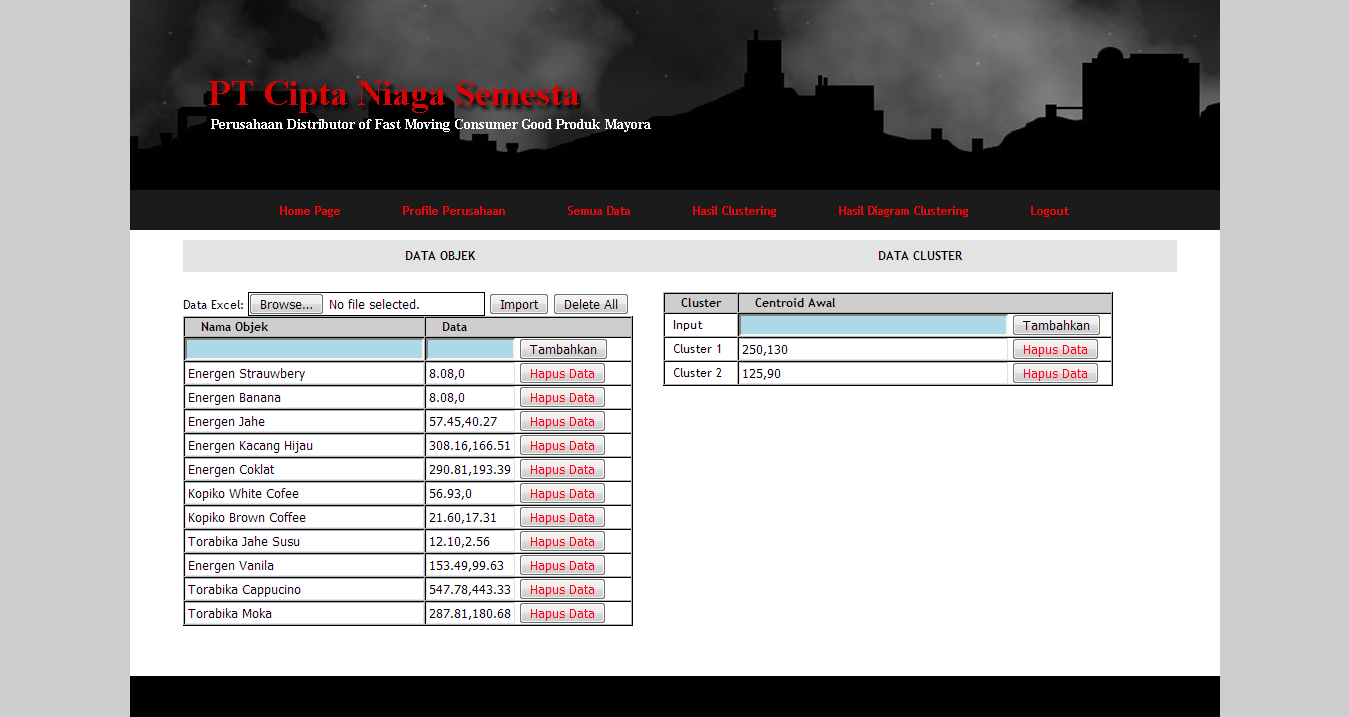 PT Cipta Niaga Semesta
Perusahaan Distributor of Fast Moving Consumer Good Produk Mayora
Home Page Profile Perusahaan Semua Data Hasil Clustering Hasil Diagram Clustering Logout
DATA OBJEK DATA CLUSTER
Data Excel: Browse... No file selected. Import Delete All
Nama Objek Data
Tambahkan
Energen Strauwbery 8.08,0 Hapus Data
Energen Banana 8.08,0 Hapus Data
Energen Jahe 57.45,40.27 Hapus Data
Energen Kacang Hijau 308.16,166.51 Hapus Data
Energen Coklat 290.81,193.39 Hapus Data
Kopiko White Cofee 56.93,0 Hapus Data
Kopiko Brown Coffee 21.60,17.31 Hapus Data
Torabika Jahe Susu 12.10,2.56 Hapus Data
Energen Vanila 153.49,99.63 Hapus Data
Torabika Cappucino 547.78,443.33 Hapus Data
Torabika Moka 287.81,180.68 Hapus Data
Cluster Centroid Awal
Input Tambahkan
Cluster 1 250,130 Hapus Data
Cluster 2 125,90 Hapus Data